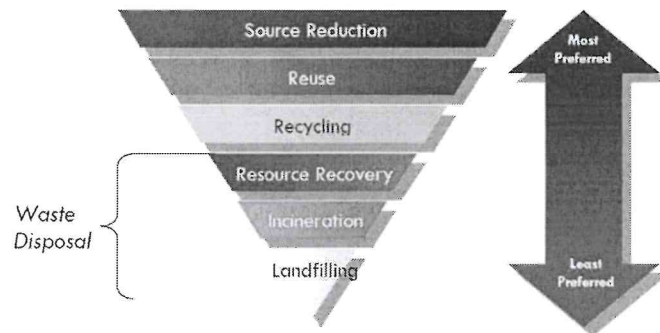 Source Reduction
Most
Preferred
Reuse
Recycling
Resource Recovery
Waste
Disposal
Incineration
Landfilling
Least
Preferred